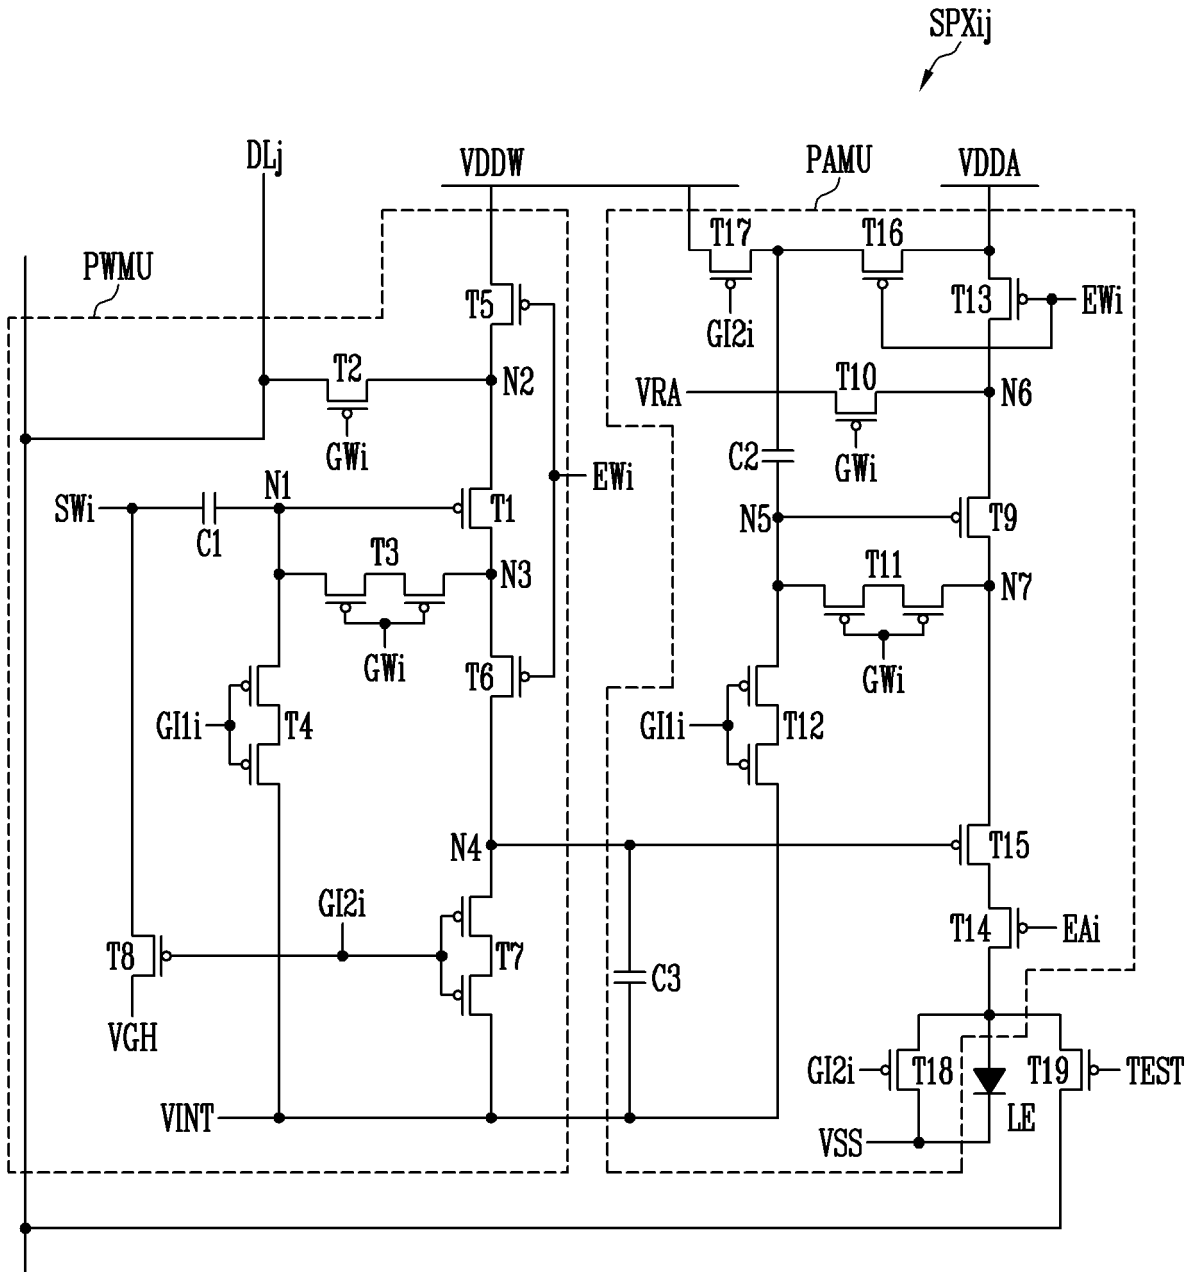 SPXij
DLj
VDDW
PAMU
VDDA
PWMU
T17
T16
T5
T13
EWi
GI2i
T2
N2
VRA
T10
N6
GWi
C2
GWi
N1
EWi
SWi
T1
N5
T9
C1
T3
N3
T11
N7
GWi
T6
GWi
GI1i
T4
GI1i
T12
N4
T15
GI2i
T14
EAi
T8
T7
C3
VGH
GI2i
T18
T19
TEST
VINT
LE
VSS